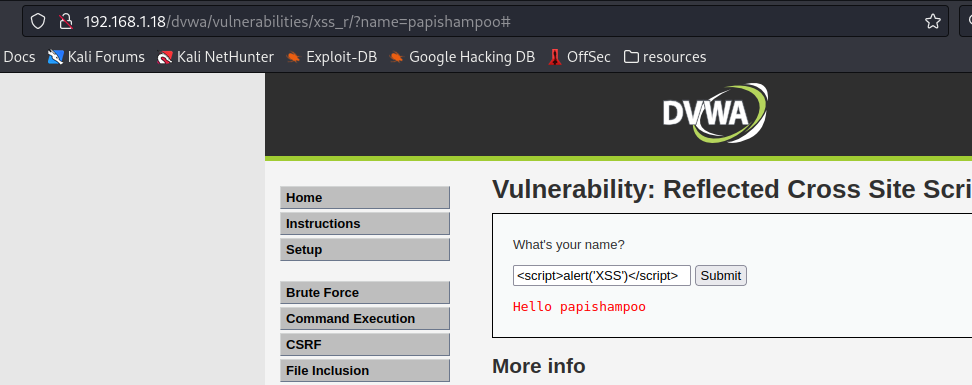 192.168.1.18/dvwa/vulnerabilities/xss_r/?name=papishampoo#
Docs Kali Forums Kali NetHunter Exploit-DB Google Hacking DB OffSec resources
DVWA
Home
Instructions
Setup
Brute Force
Command Execution
CSRF
File Inclusion
Vulnerability: Reflected Cross Site Scri
What's your name?
<script>alert('XSS')</script> Submit
Hello papishampoo
More info